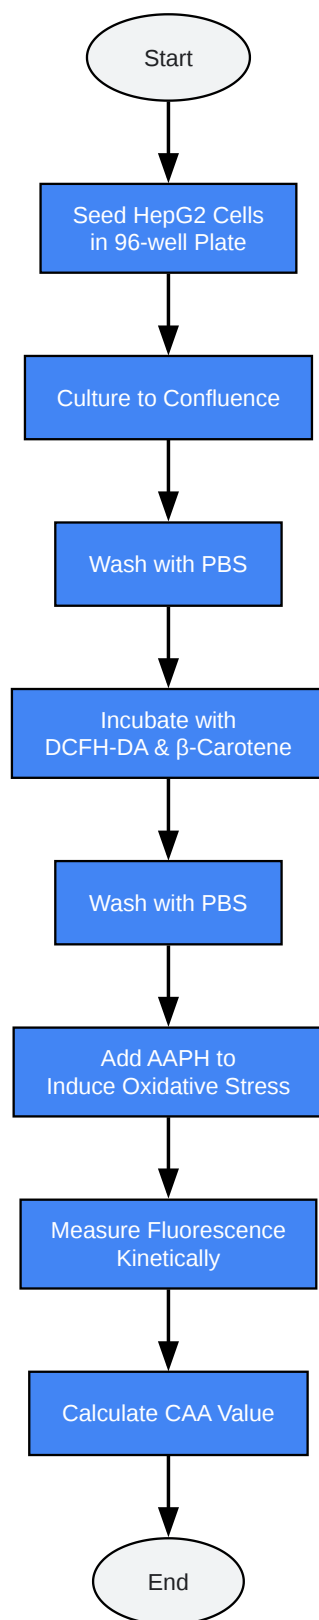 Start
Seed HepG2 Cells
in 96-well Plate
Culture to Confluence
Wash with PBS
Incubate with
DCFH-DA & β-Carotene
Wash with PBS
Add AAPH to
Induce Oxidative Stress
Measure Fluorescence
Kinetically
Calculate CAA Value
End